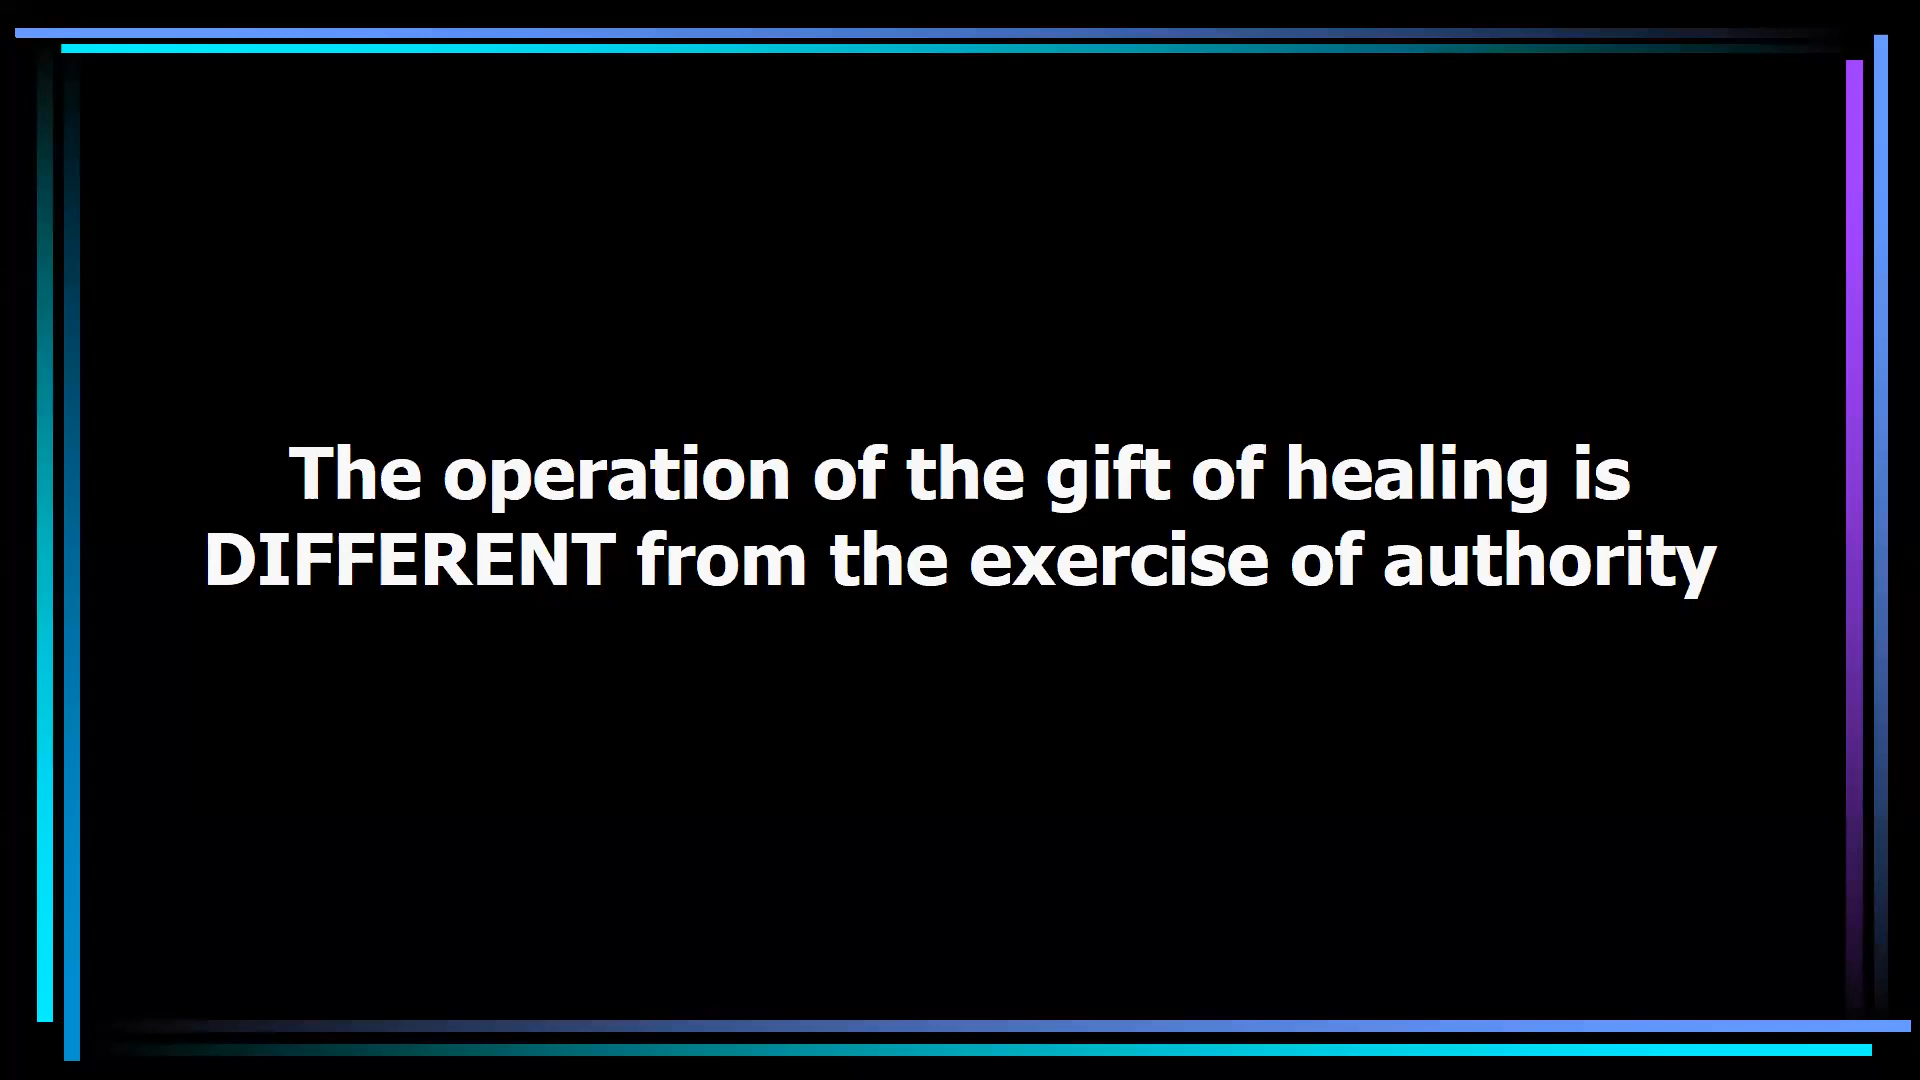 The operation of the gift of healing is
DIFFERENT from the exercise of authority